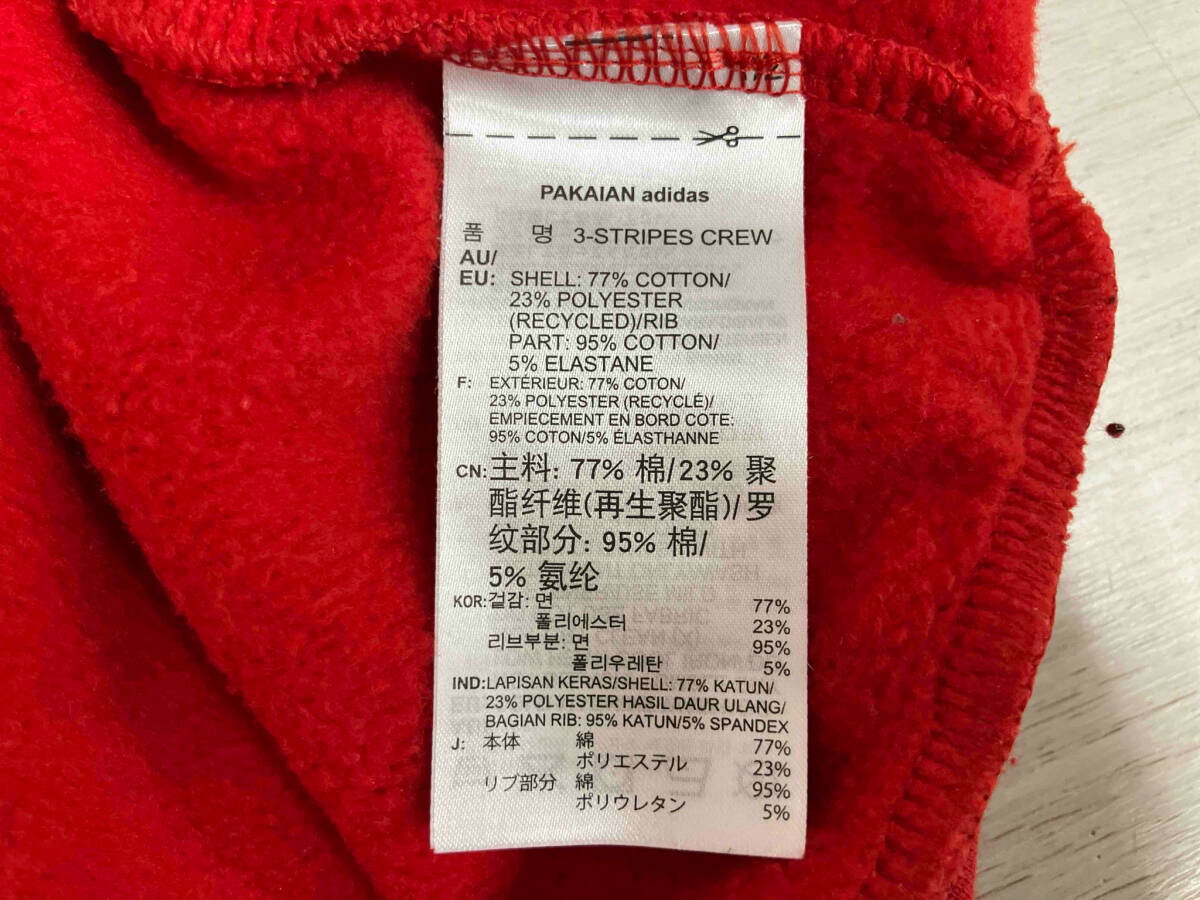 PAKAIAN adidas
품 명 3-STRIPES CREW
AU/
EU: SHELL: 77% COTTON/
23% POLYESTER
(RECYCLED)/RIB
PART: 95% COTTON/
5% ELASTANE
F: EXTÉRIEUR: 77% COTON/
23% POLYESTER (RECYCLÉ)/
EMPIECEMENT EN BORD COTE:
95% COTON/5% ÉLASTHANNE
CN: 主料: 77% 棉/23% 聚
酯纤维(再生聚酯)/罗
纹部分: 95% 棉/
5% 氨纶
KOR: 겉감: 면 77%
폴리에스터 23%
리브부분: 면 95%
폴리우레탄 5%
IND: LAPISAN KERAS/SHELL: 77% KATUN/
23% POLYESTER HASIL DAUR ULANG/
BAGIAN RIB: 95% KATUN/5% SPANDEX
J: 本体 綿 77%
ポリエステル 23%
リブ部分 綿 95%
ポリウレタン 5%